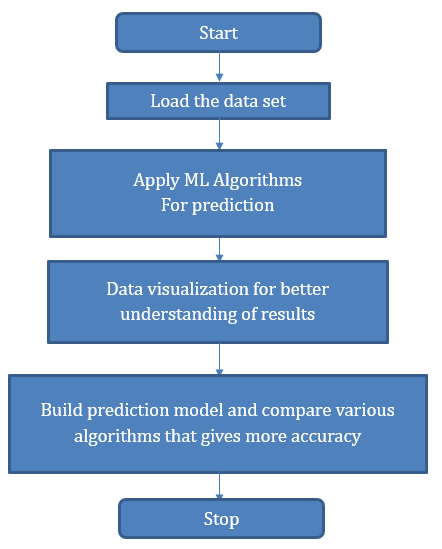 Start
Load the data set
Apply ML Algorithms
For prediction
Data visualization for better
understanding of results
Build prediction model and compare various
algorithms that gives more accuracy
Stop